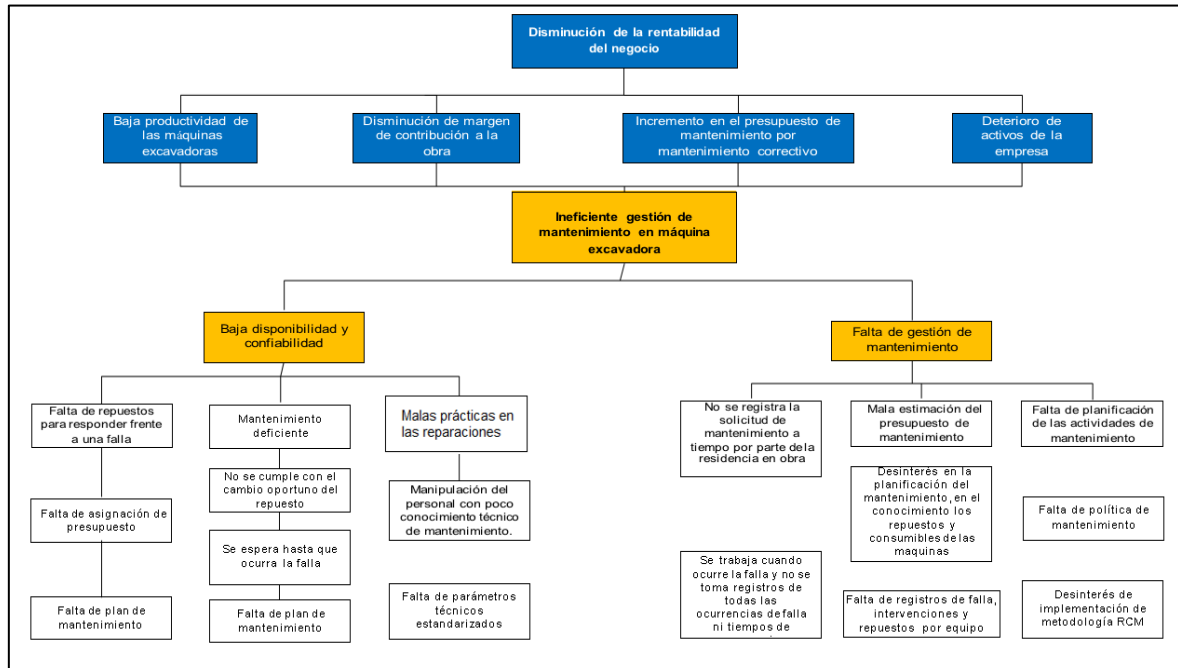 Disminución de la rentabilidad
del negocio
Baja productividad de
las máquinas
excavadoras
Disminución de margen
de contribución a la
obra
Incremento en el presupuesto de
mantenimiento por
mantenimiento correctivo
Deterioro de
activos de la
empresa
Ineficiente gestión de
mantenimiento en máquina
excavadora
Baja disponibilidad y
confiabilidad
Falta de gestión de
mantenimiento
Falta de repuestos
para responder frente
a una falla
Mantenimiento
deficiente
Malas prácticas en
las reparaciones
No se registra la
solicitud de
mantenimiento a
tiempo por parte de la
residencia en obra
Mala estimación del
presupuesto de
mantenimiento
Falta de planificación
de las actividades de
mantenimiento
Falta de asignación de
presupuesto
No se cumple con el
cambio oportuno del
repuesto
Se espera hasta que
ocurra la falla
Manipulación del
personal con poco
conocimiento técnico
de mantenimiento.
Desinterés en la
planificación del
mantenimiento, en el
conocimiento los
repuestos y
consumibles de las
maquinas
Falta de política de
mantenimiento
Falta de plan de
mantenimiento
Falta de plan de
mantenimiento
Falta de parámetros
técnicos
estandarizados
Se trabaja cuando
ocurre la falla y no se
toma registros de
todas las
ocurrencias de falla
ni tiempos de
Falta de registros de falla,
intervenciones y
repuestos por equipo
Desinterés de
implementación de
metodología RCM